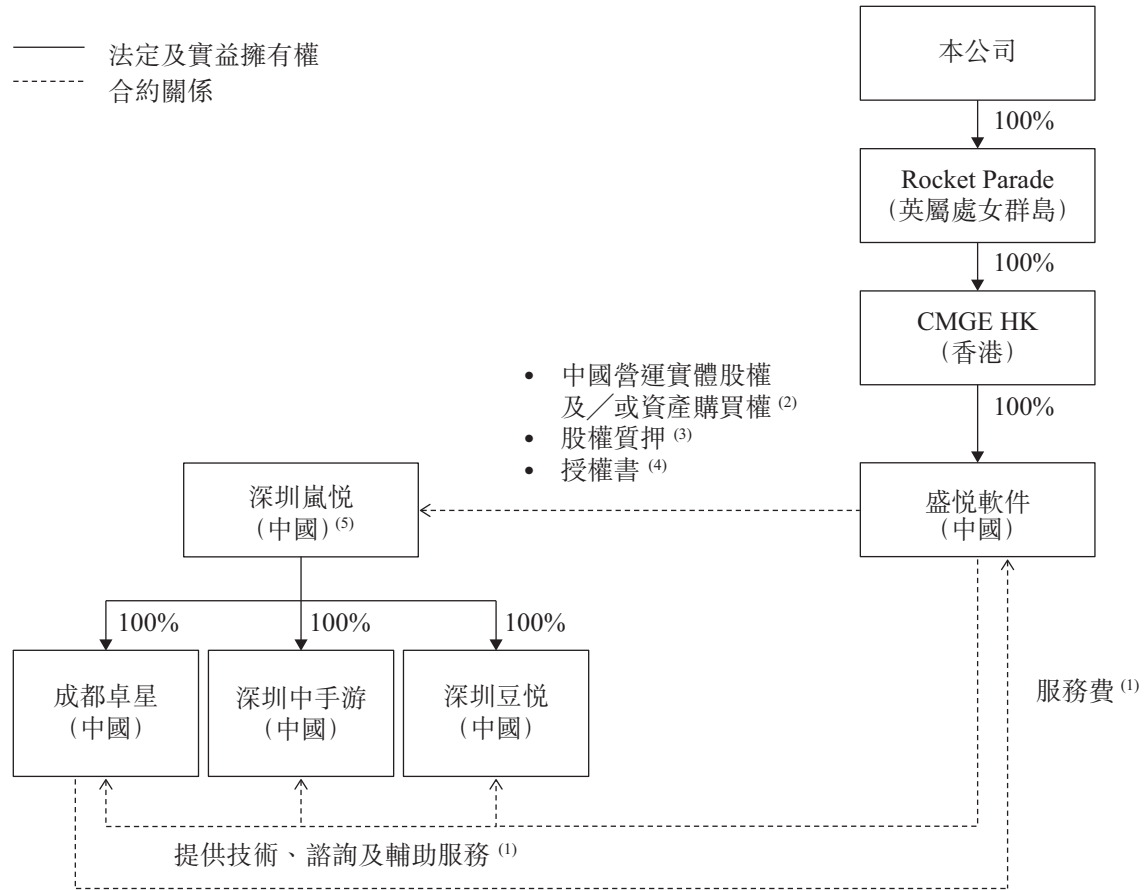 法定及實益擁有權
合約關係
本公司
100%
Rocket Parade
（英屬處女群島）
100%
CMGE HK
（香港）
100%
• 中國營運實體股權
及╱或資產購買權 (2)
• 股權質押 (3)
• 授權書 (4)
深圳嵐悦
（中國）(5)
盛悦軟件
（中國）
100%
100%
100%
成都卓星
（中國）
深圳中手游
（中國）
深圳豆悦
（中國）
服務費 (1)
提供技術、諮詢及輔助服務 (1)